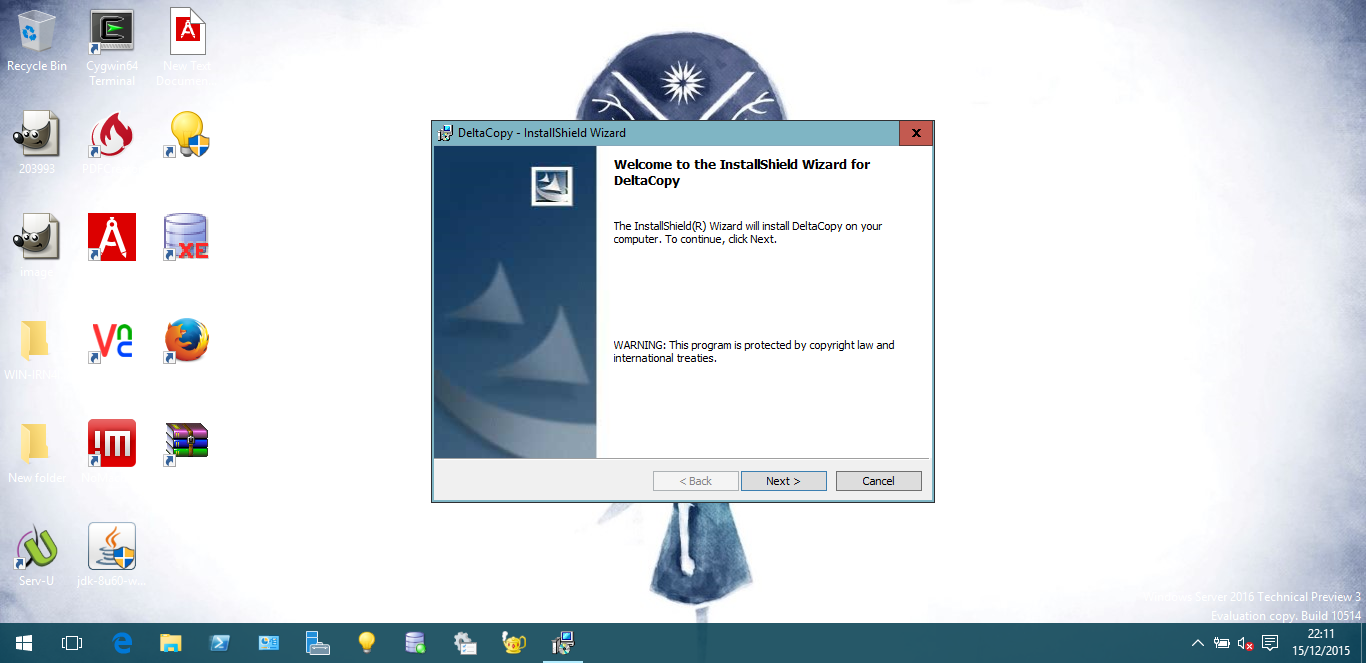 Recycle Bin
Cygwin64
Terminal
New Text
Documen...
203993
XE
New folder
Serv-U
jdk-8u60-w...
DeltaCopy - InstallShield Wizard
Welcome to the InstallShield Wizard for
DeltaCopy
The InstallShield(R) Wizard will install DeltaCopy on your
computer. To continue, click Next.
WARNING: This program is protected by copyright law and
international treaties.
< Back
Next >
Cancel
Windows Server 2016 Technical Preview 3
Evaluation copy. Build 10514
22:11
15/12/2015